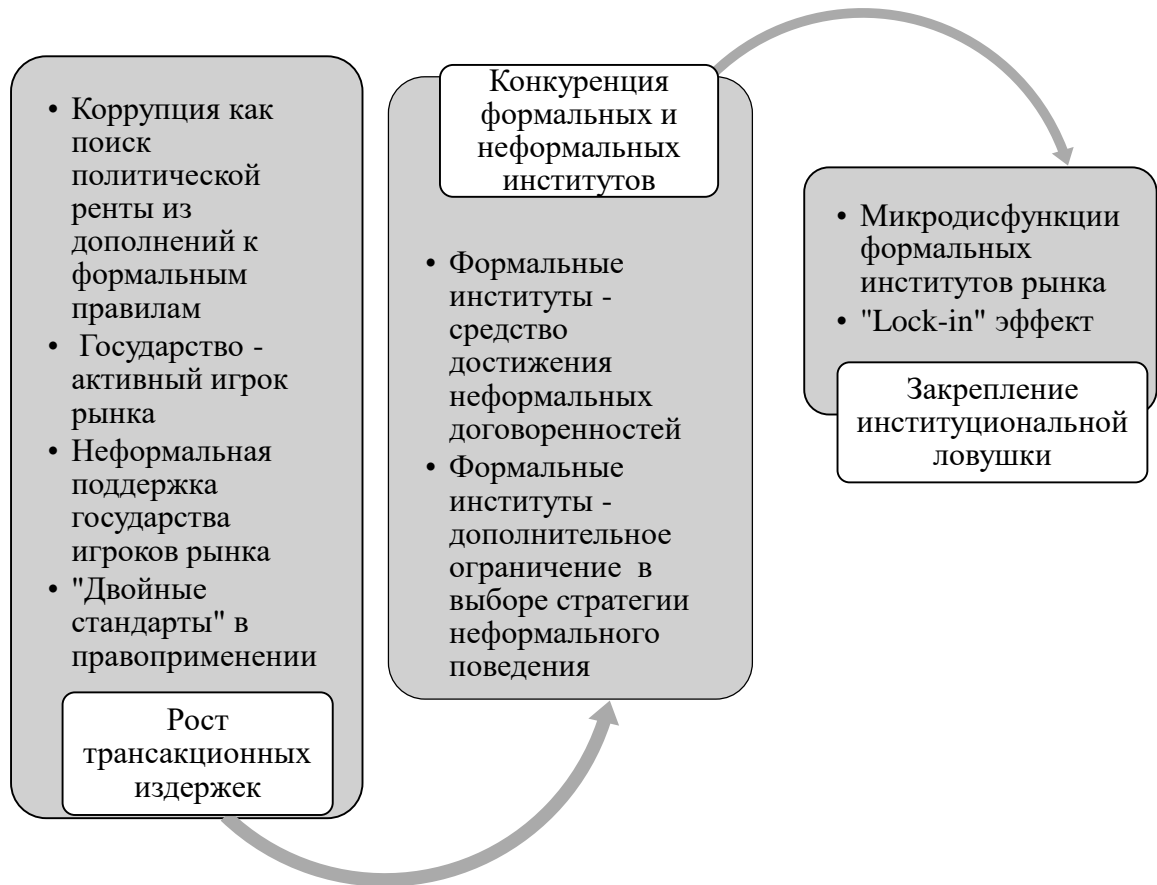 • Коррупция как
поиск
политической
ренты из
дополнений к
формальным
правилам
• Государство -
активный игрок
рынка
• Неформальная
поддержка
государства
игроков рынка
• "Двойные
стандарты" в
правоприменении
Рост
трансакционных
издержек
Конкуренция
формальных и
неформальных
институтов
• Формальные
институты -
средство
достижения
неформальных
договоренностей
• Формальные
институты -
дополнительное
ограничение в
выборе стратегии
неформального
поведения
• Микродисфункции
формальных
институтов рынка
• "Lock-in" эффект
Закрепление
институциональной
ловушки